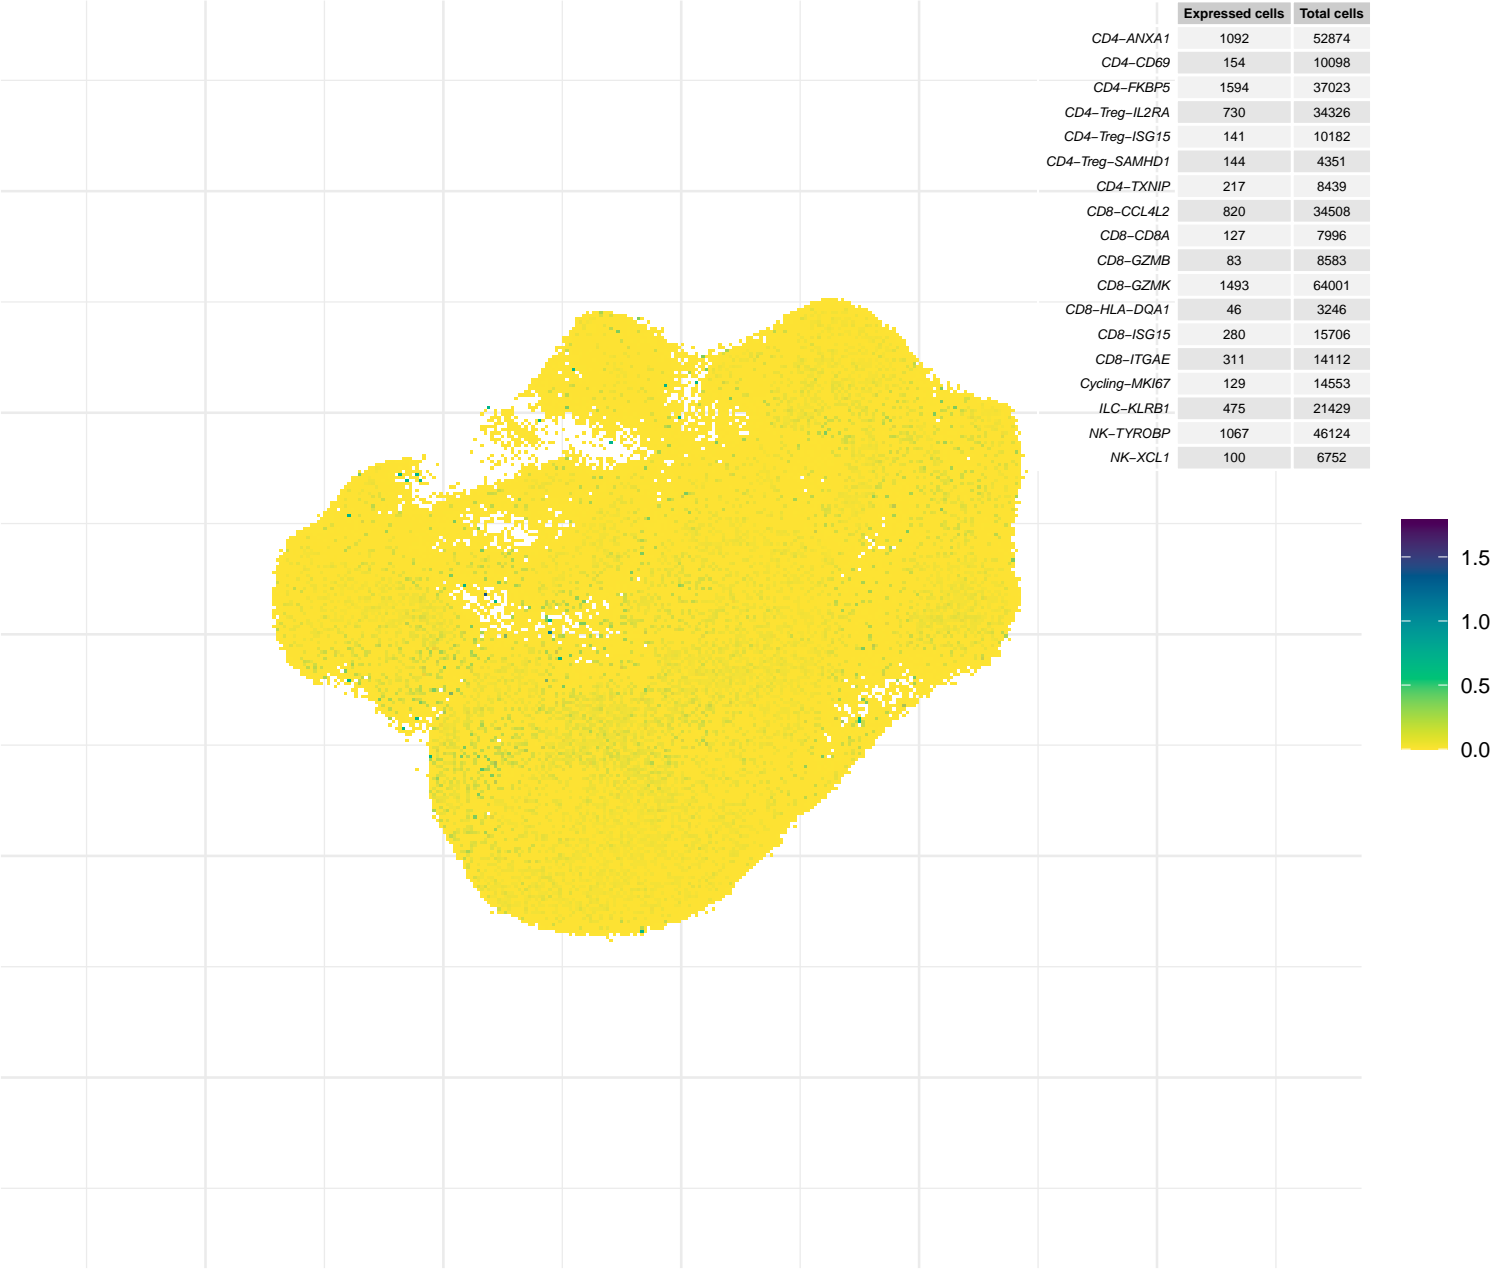 Expressed cells Total cells
CD4−ANXA1 1092 52874
CD4−CD69 154 10098
CD4−FKBP5 1594 37023
CD4−Treg−IL2RA 730 34326
CD4−Treg−ISG15 141 10182
CD4−Treg−SAMHD1 144 4351
CD4−TXNIP 217 8439
CD8−CCL4L2 820 34508
CD8−CD8A 127 7996
CD8−GZMB 83 8583
CD8−GZMK 1493 64001
CD8−HLA−DQA1 46 3246
CD8−ISG15 280 15706
CD8−ITGAE 311 14112
Cycling−MKI67 129 14553
ILC−KLRB1 475 21429
NK−TYROBP 1067 46124
NK−XCL1 100 6752
1.5
1.0
0.5
0.0